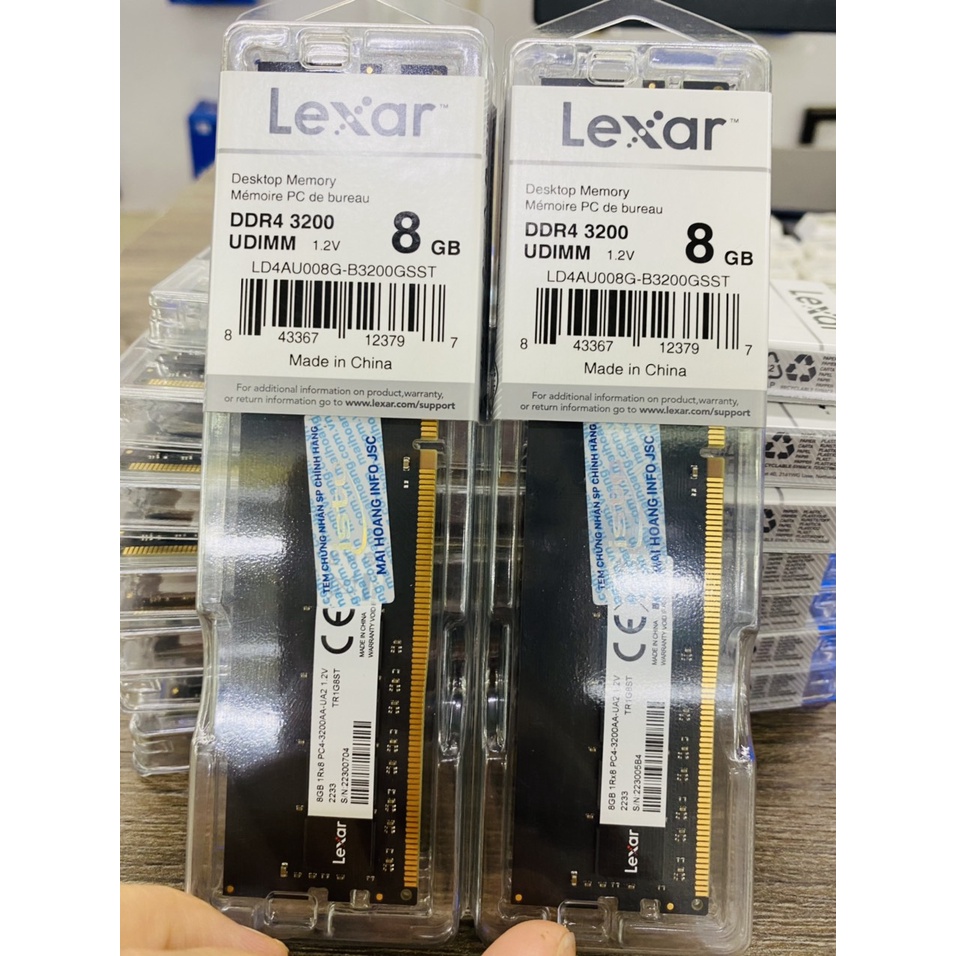 Lexar™
Desktop Memory
Mémoire PC de bureau
DDR4 3200
UDIMM 1.2V 8 GB
LD4AU008G-B3200GSST
8 43367 12379 7
Made in China
For additional information on product,warranty,
or return information go to www.lexar.com/support
TEM CHỨNG NHẬN SP CHÍNH HÃNG
MAI HOANG INFO JSC
CE
MADE IN CHINA
WARRANTY VOID
8GB 1Rx8 PC4-3200AA-UA2 1.2V
TR1G8ST
2233
S/N 22300704
Lexar
Lexar™
Desktop Memory
Mémoire PC de bureau
DDR4 3200
UDIMM 1.2V 8 GB
LD4AU008G-B3200GSST
8 43367 12379 7
Made in China
For additional information on product,warranty,
or return information go to www.lexar.com/support
TEM CHỨNG NHẬN SP CHÍNH HÃNG
MAI HOANG INFO JSC
CE
MADE IN CHINA
WARRANTY VOID
8GB 1Rx8 PC4-3200AA-UA2 1.2V
TR1G8ST
2233
S/N 223005B4
Lexar
Lexar